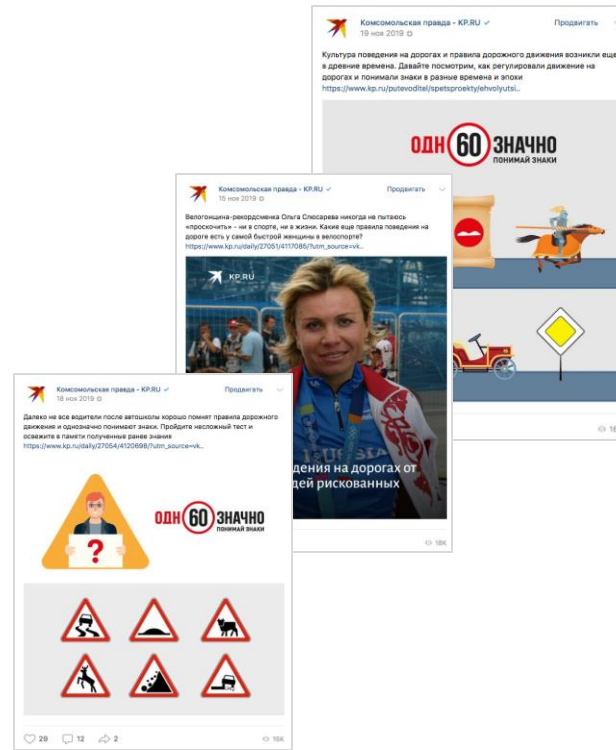 Комсомольская правда - KP.RU
Продвигать
19 ноя 2019
Культура поведения на дорогах и правила дорожного движения возникли еще
в древние времена. Давайте посмотрим, как регулировали движение на
дорогах и понимали знаки в разные времена и эпохи
https://www.kp.ru/putevoditel/spetsproekty/ehvolyutsi..
ОДН 60 ЗНАЧНО
ПОНИМАЙ ЗНАКИ
Комсомольская правда - KP.RU
Продвигать
15 ноя 2019
Велогонщица-рекордсменка Ольга Слюсарева никогда не пытаюсь
«проскочить» - ни в спорте, ни в жизни. Какие еще правила поведения на
дороге есть у самой быстрой женщины в велоспорте?
https://www.kp.ru/daily/27051/4117085/?utm_source=vk..
KP.RU
RUSSIA
дения на дорогах от
дей рискованных
18K
Комсомольская правда - KP.RU
Продвигать
18 ноя 2019
Далеко не все водители после автошколы хорошо помнят правила дорожного
движения и однозначно понимают знаки. Пройдите несложный тест и
освежите в памяти полученные ранее знания
https://www.kp.ru/daily/27054/4120698/?utm_source=vk..
?
ОДН 60 ЗНАЧНО
ПОНИМАЙ ЗНАКИ
29 12 2